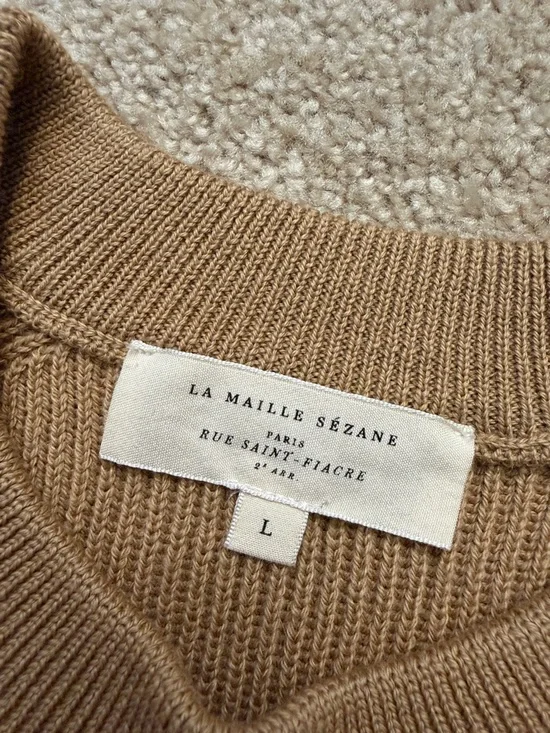 LA MAILLE SÉZANE
PARIS
RUE SAINT-FIACRE
2ᵉ ARR.
L